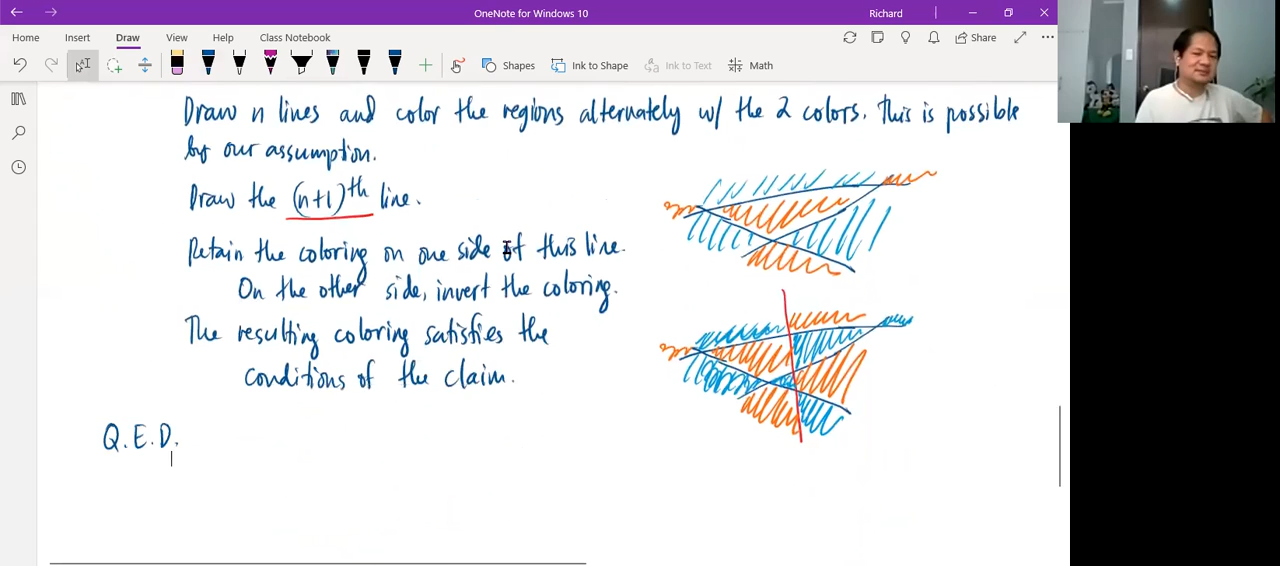 OneNote for Windows 10
Richard
Home Insert Draw View Help Class Notebook
Share
Shapes Ink to Shape Ink to Text Math
Draw n lines and color the regions alternately w/ the 2 colors. This is possible
by our assumption.
Draw the (n+1)th line.
Retain the coloring on one side of this line.
On the other side, invert the coloring.
The resulting coloring satisfies the
conditions of the claim.
Q.E.D.